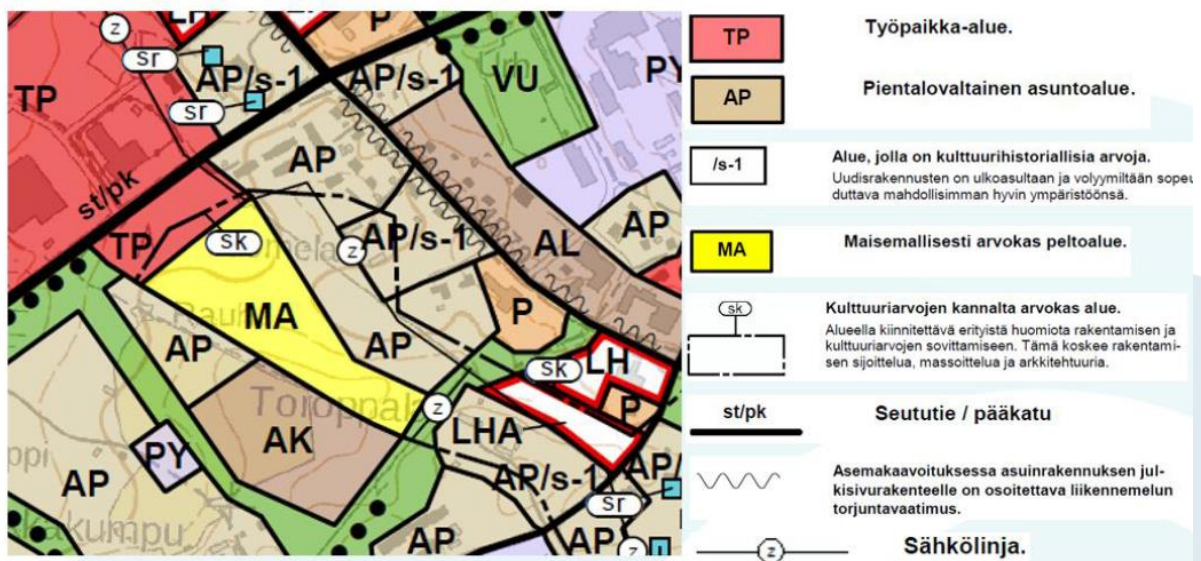 LH
P
z
sr
AP/s-1
AP/s-1
Urh
VU
PY
TP
sr
AP
st/pk
TP
sk
AP/s-1
z
AL
AP
MA
P
AP
AP
sk
LH
P
Toroppala
z
LHA
AK
PY
AP
AP/s-1
AP/
sr
AP
z
TP
Työpaikka-alue.
AP
Pientalovaltainen asuntoalue.
/s-1
Alue, jolla on kulttuurihistoriallisia arvoja.
Uudisrakennusten on ulkoasultaan ja volyymiltään sopeu
duttava mahdollisimman hyvin ympäristöönsä.
MA
Maisemallisesti arvokas peltoalue.
sk
Kulttuuriarvojen kannalta arvokas alue.
Alueella kiinnitettävä erityistä huomiota rakentamisen ja
kulttuuriarvojen sovittamiseen. Tämä koskee rakentami-
sen sijoittelua, massoittelua ja arkkitehtuuria.
st/pk
Seututie / pääkatu
Asemakaavoituksessa asuinrakennuksen jul-
kisivurakenteelle on osoitettava liikennemelun
torjuntavaatimus.
z
Sähkölinja.